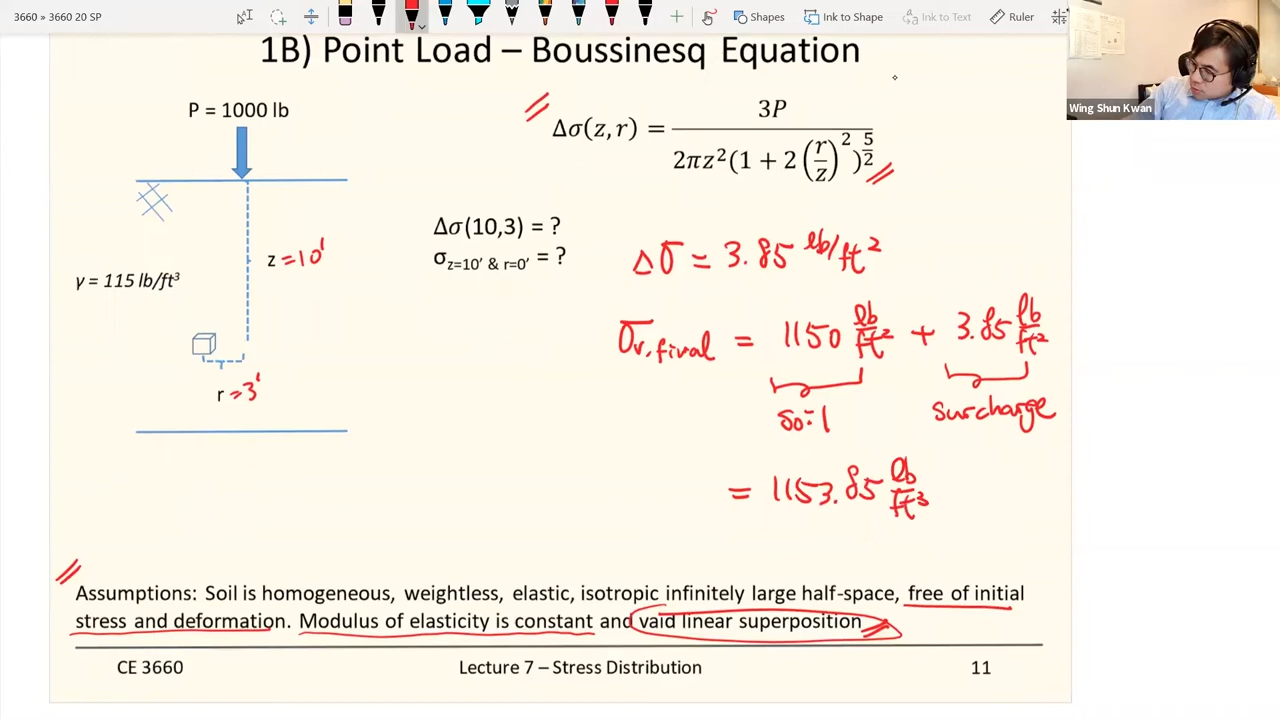 3660 » 3660 20 SP
Shapes
Ink to Shape
Ink to Text
Ruler
Wing Shun Kwan
1B) Point Load – Boussinesq Equation
P = 1000 lb
Δσ(z, r) = 3P / 2πz²(1 + 2 (r/z)²)^5/2
Δσ(10,3) = ?
σz=10' & r=0' = ?
z = 10'
γ = 115 lb/ft³
r = 3'
Δσ = 3.85 lb/ft²
σv, final = 1150 lb/ft² + 3.85 lb/ft²
soil
surcharge
= 1153.85 lb/ft³
Assumptions: Soil is homogeneous, weightless, elastic, isotropic infinitely large half-space, free of initial
stress and deformation. Modulus of elasticity is constant and vaid linear superposition
CE 3660
Lecture 7 – Stress Distribution
11